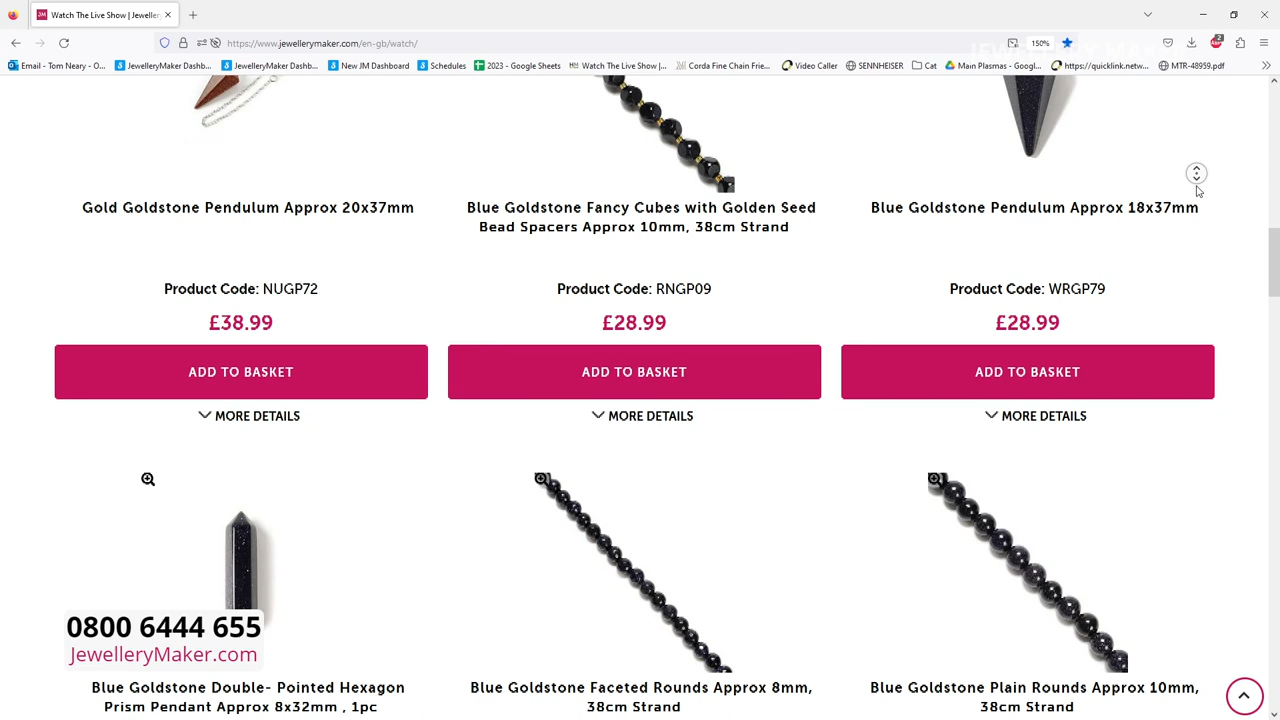 Watch The Live Show | Jeweller
https://www.jewellerymaker.com/en-gb/watch/
150%
2
Email - Tom Neary - O...
JewelleryMaker Dashb...
JewelleryMaker Dashb...
New JM Dashboard
Schedules
2023 - Google Sheets
Watch The Live Show |...
Corda Fine Chain Frie...
Video Caller
SENNHEISER
Cat
Main Plasmas - Googl...
https://quicklink.netw...
MTR-48959.pdf
Gold Goldstone Pendulum Approx 20x37mm
Product Code: NUGP72
£38.99
ADD TO BASKET
MORE DETAILS
Blue Goldstone Fancy Cubes with Golden Seed
Bead Spacers Approx 10mm, 38cm Strand
Product Code: RNGP09
£28.99
ADD TO BASKET
MORE DETAILS
Blue Goldstone Pendulum Approx 18x37mm
Product Code: WRGP79
£28.99
ADD TO BASKET
MORE DETAILS
0800 6444 655
JewelleryMaker.com
Blue Goldstone Double- Pointed Hexagon
Prism Pendant Approx 8x32mm , 1pc
Blue Goldstone Faceted Rounds Approx 8mm,
38cm Strand
Blue Goldstone Plain Rounds Approx 10mm,
38cm Strand